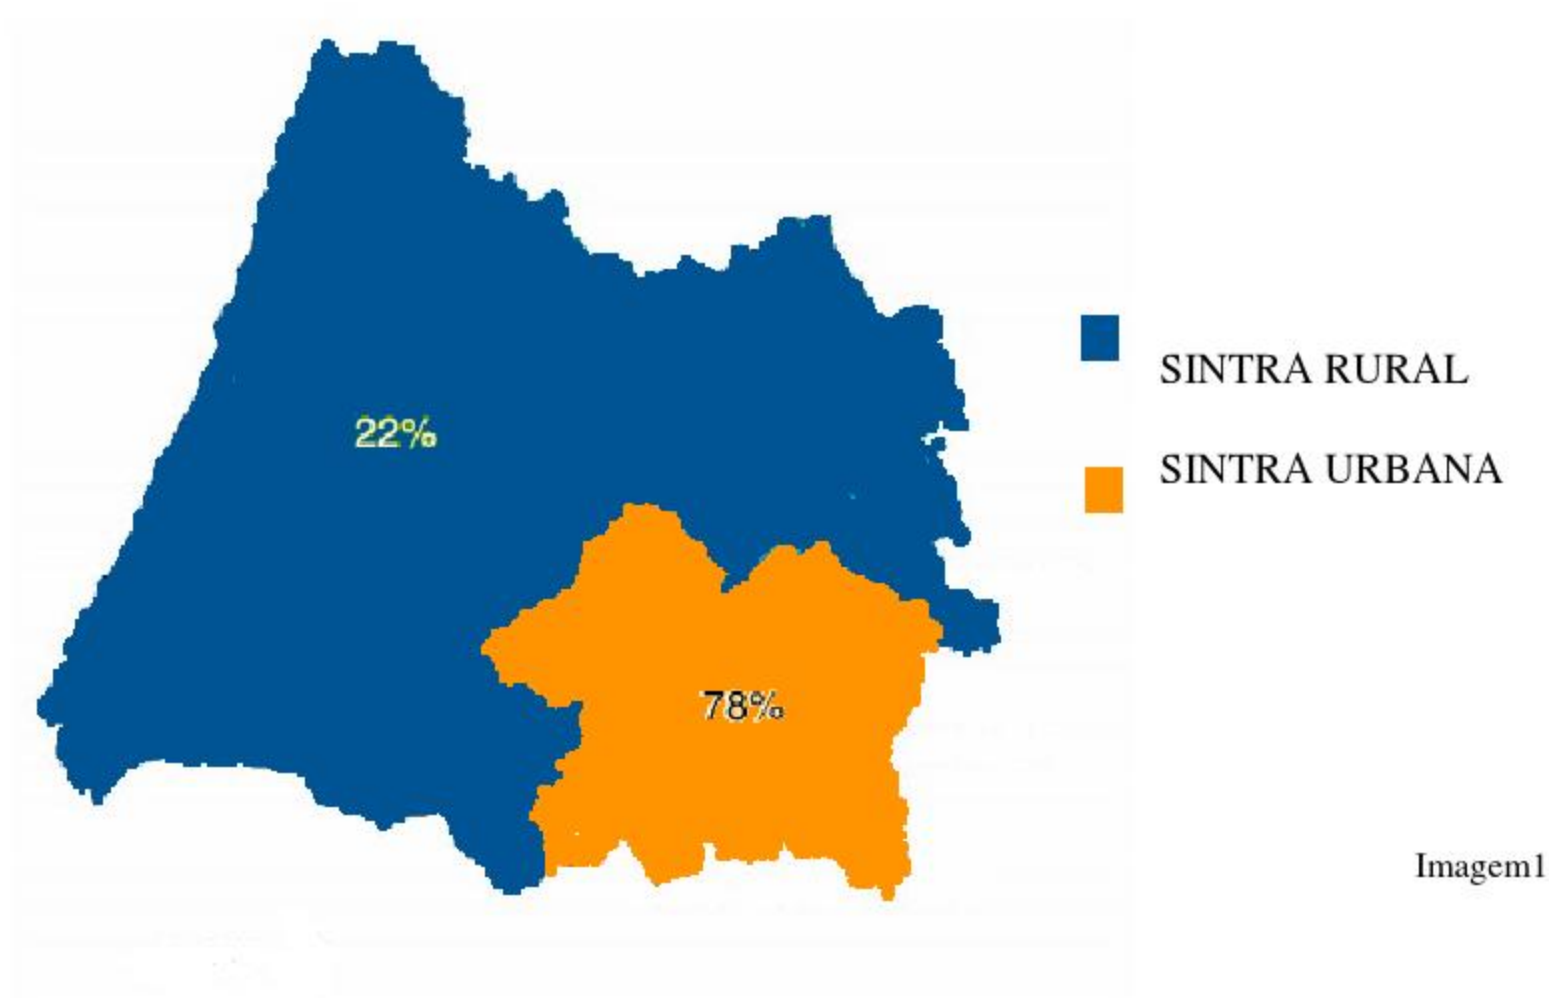 22%
SINTRA RURAL
SINTRA URBANA
78%
Imagem1